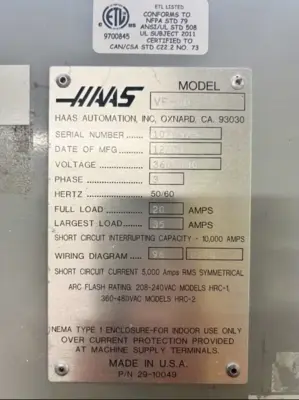 ETL LISTED
CONFORMS TO
NFPA STD 79
ANSI/UL STD 508
UL SUBJECT 2011
9700845
CERTIFIED TO
CAN/CSA STD C22.2 NO. 73
HAAS
MODEL
HAAS AUTOMATION, INC, OXNARD, CA. 93030
SERIAL NUMBER
DATE OF MFG
VOLTAGE
PHASE 3
HERTZ 50/60
FULL LOAD AMPS
LARGEST LOAD AMPS
SHORT CIRCUIT INTERRUPTING CAPACITY - 10,000 AMPS
WIRING DIAGRAM
SHORT CIRCUIT CURRENT 5,000 Amps RMS SYMMETRICAL
ARC FLASH RATING 208-240VAC MODELS HRC-1,
360-480VAC MODELS HRC-2
NEMA TYPE 1 ENCLOSURE-FOR INDOOR USE ONLY
OVER CURRENT PROTECTION PROVIDED
AT MACHINE SUPPLY TERMINALS.
MADE IN U.S.A.
P/N 29-10049